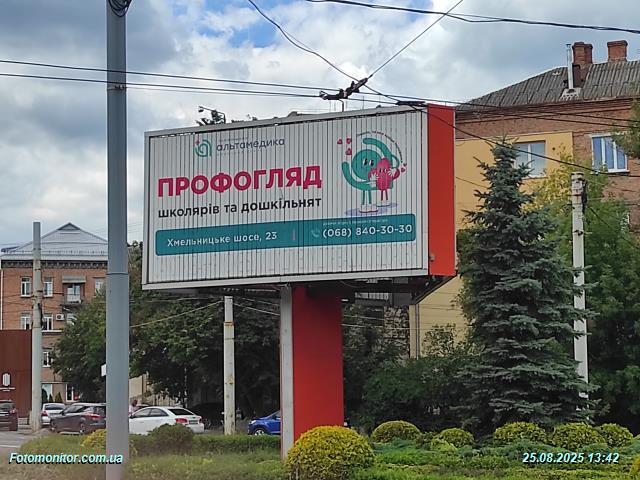 альтамедика
ПРОФОГЛЯД
школярів та дошкільнят
Хмельницьке шосе, 23
(068) 840-30-30
Fotomonitor.com.ua
25.08.2025 13:42